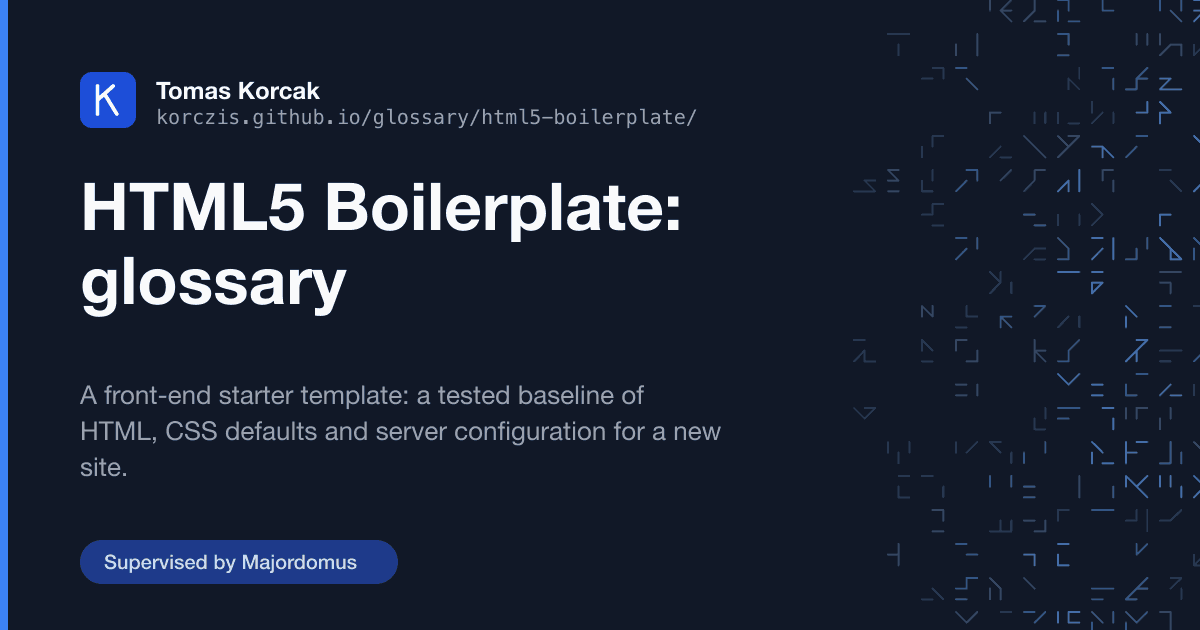 Tomas Korcak
korczis.github.io/glossary/html5-boilerplate/
HTML5 Boilerplate:
glossary
A front-end starter template: a tested baseline of
HTML, CSS defaults and server configuration for a new
site.
Supervised by Majordomus